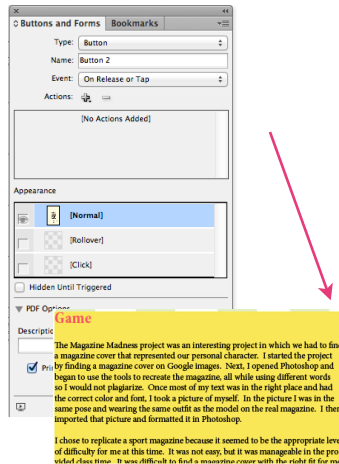 Buttons and Forms Bookmarks
Type: Button
Name: Button 2
Event: On Release or Tap
Actions:
[No Actions Added]
Appearance
[Normal]
[Rollover]
[Click]
Hidden Until Triggered
PDF Options
Descriptio
Prin
Game
The Magazine Madness project was an interesting project in which we had to find
a magazine cover that represented our personal character. I started the project
by finding a magazine cover on Google images. Next, I opened Photoshop and
began to use the tools to recreate the magazine, all while using different words
so I would not plagiarize. Once most of my text was in the right place and had
the correct color and font, I took a picture of myself. In the picture I was in the
same pose and wearing the same outfit as the model on the real magazine. I then
imported that picture and formatted it in Photoshop.
I chose to replicate a sport magazine because it seemed to be the appropriate leve
of difficulty for me at this time. It was not easy, but it was manageable in the pro-
vided class time. It was difficult to find a magazine cover with the right fit for me